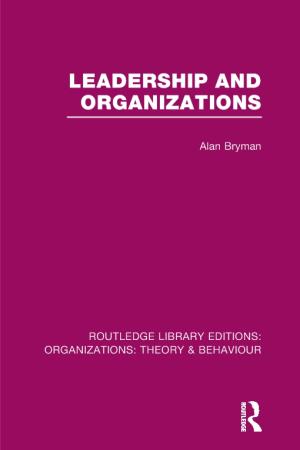 LEADERSHIP AND
ORGANIZATIONS
Alan Bryman
ROUTLEDGE LIBRARY EDITIONS:
ORGANIZATIONS: THEORY & BEHAVIOUR
ROUTLEDGE